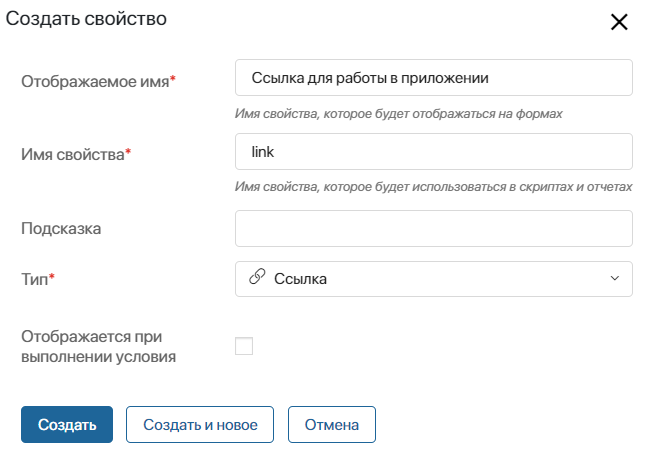 Создать свойство
Отображаемое имя*
Ссылка для работы в приложении
Имя свойства, которое будет отображаться на формах
Имя свойства*
link
Имя свойства, которое будет использоваться в скриптах и отчетах
Подсказка
Тип*
Ссылка
Отображается при
выполнении условия
Создать
Создать и новое
Отмена